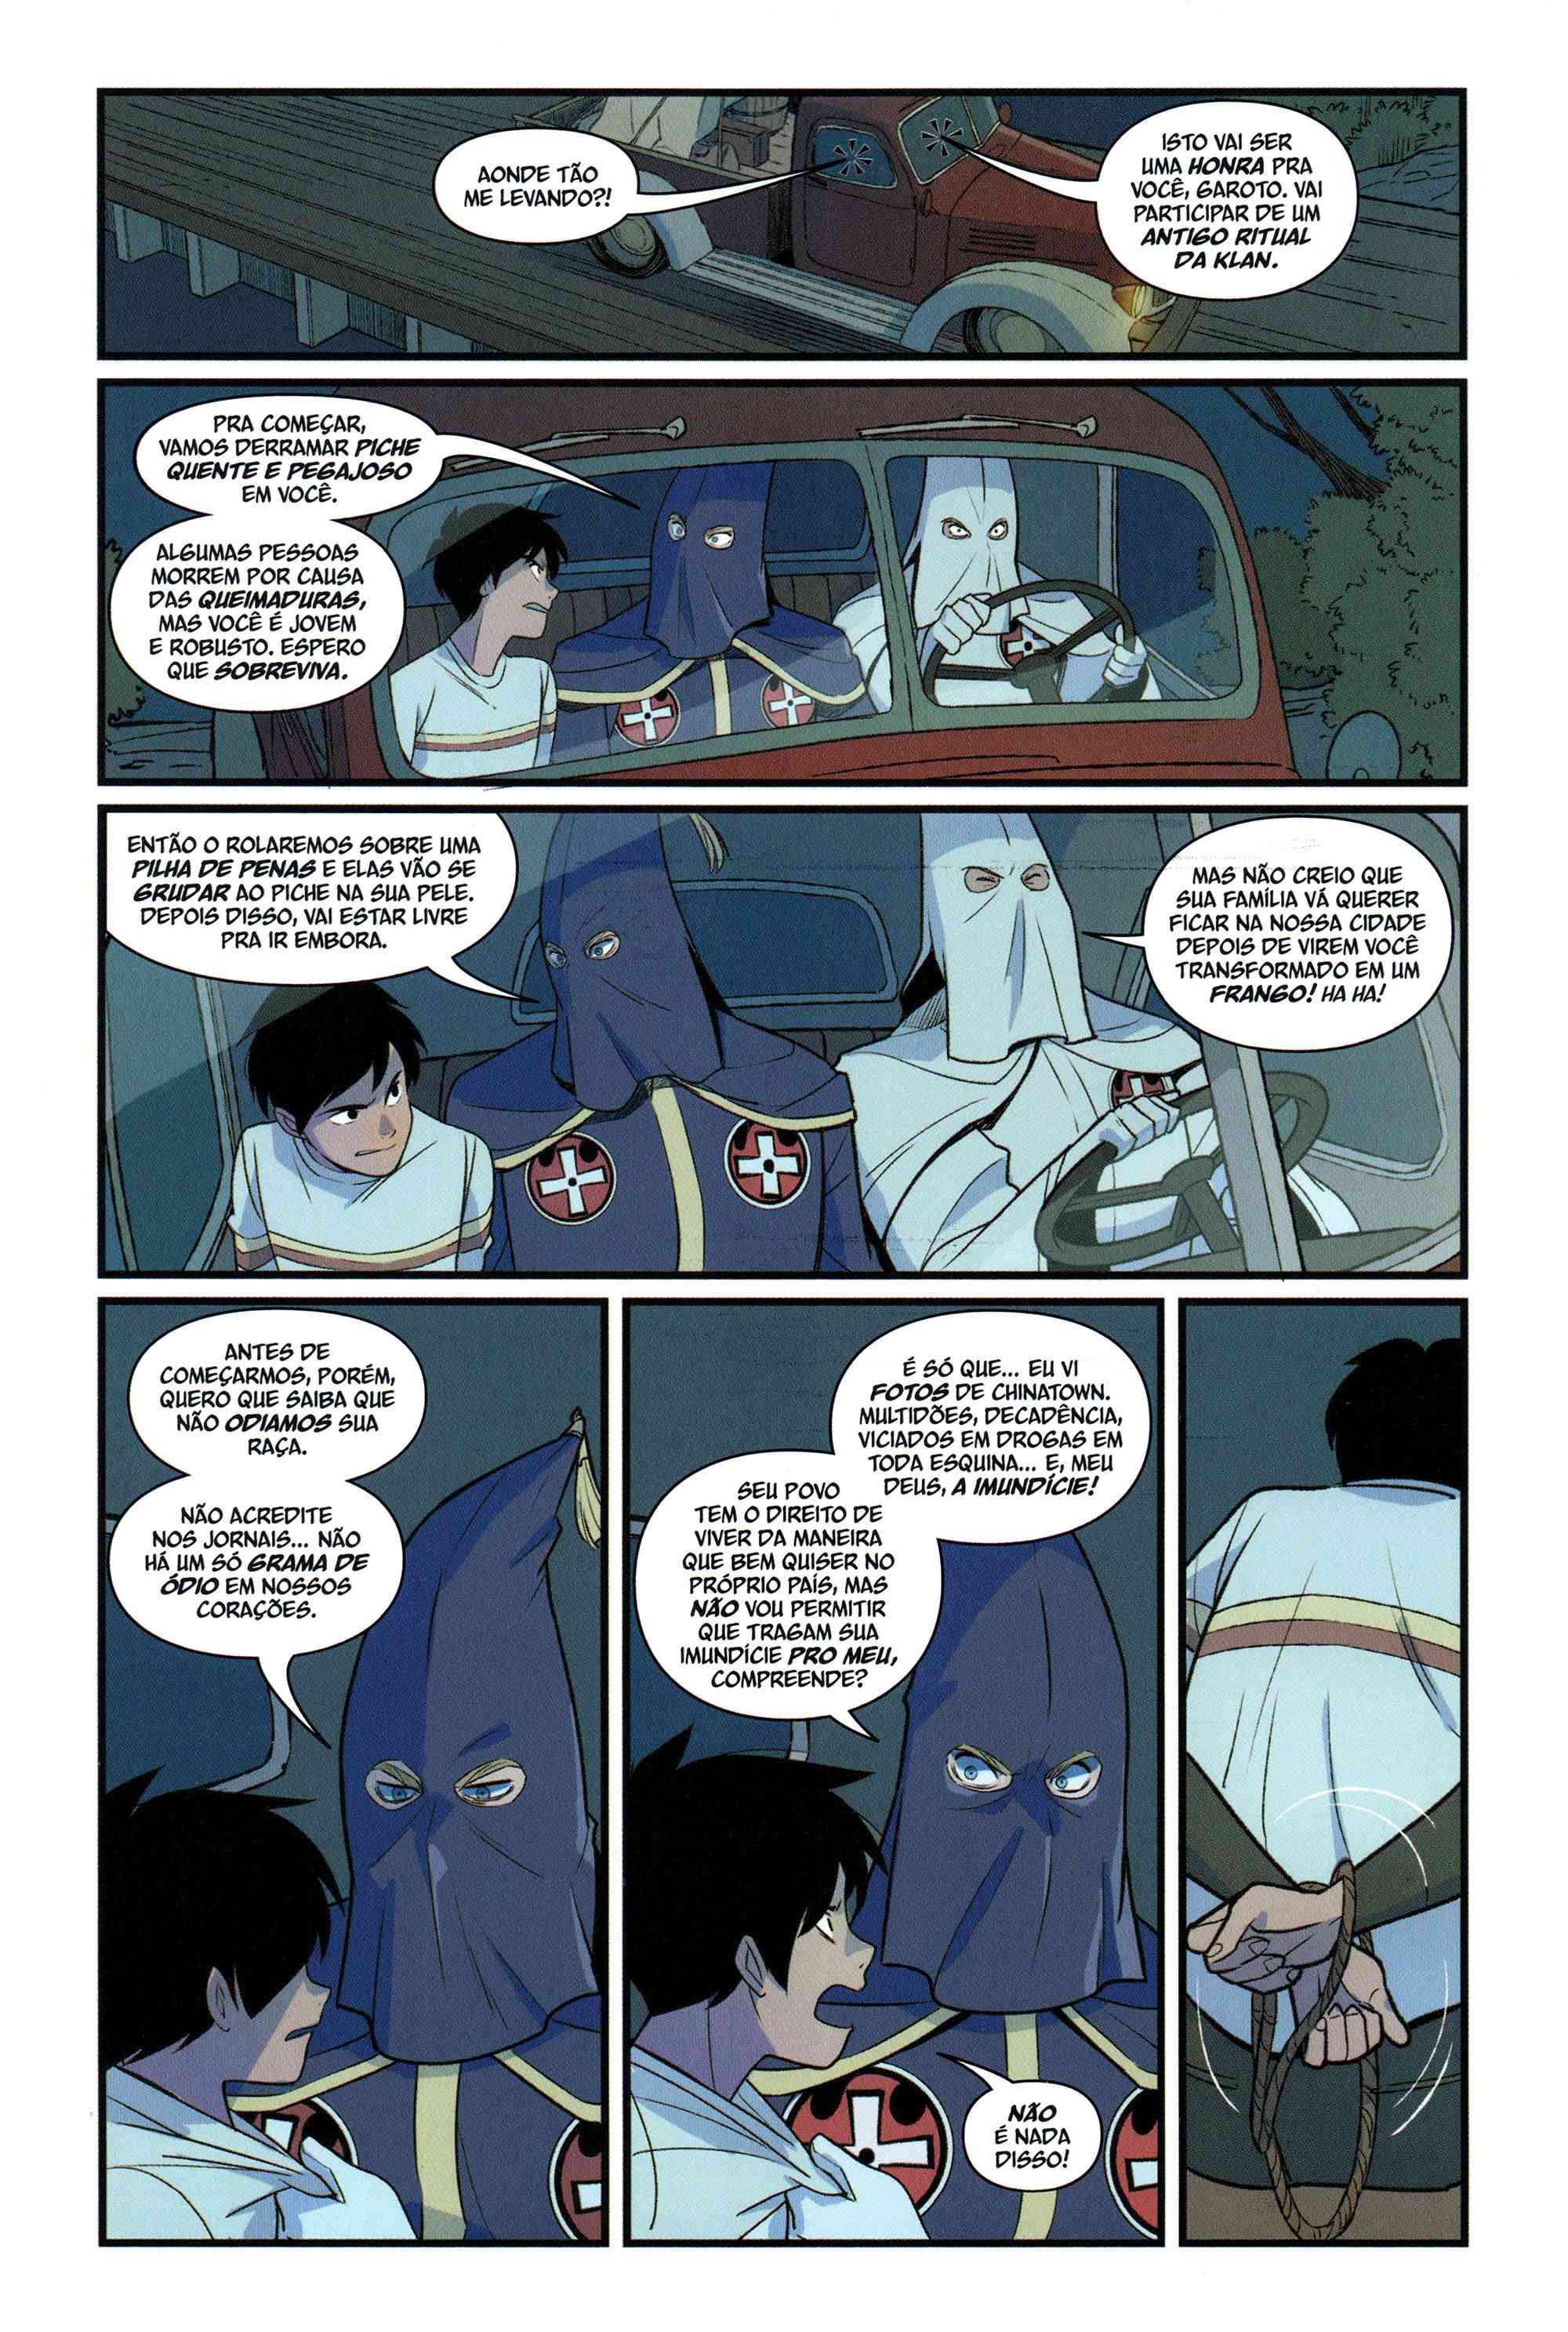 AONDE TÃO
ME LEVANDO?!
ISTO VAI SER
UMA HONRA PRA
VOCÊ, GAROTO. VAI
PARTICIPAR DE UM
ANTIGO RITUAL
DA KLAN.
PRA COMEÇAR,
VAMOS DERRAMAR PICHE
QUENTE E PEGAJOSO
EM VOCÊ.
ALGUMAS PESSOAS
MORREM POR CAUSA
DAS QUEIMADURAS,
MAS VOCÊ É JOVEM
E ROBUSTO. ESPERO
QUE SOBREVIVA.
ENTÃO O ROLAREMOS SOBRE UMA
PILHA DE PENAS E ELAS VÃO SE
GRUDAR AO PICHE NA SUA PELE.
DEPOIS DISSO, VAI ESTAR LIVRE
PRA IR EMBORA.
MAS NÃO CREIO QUE
SUA FAMÍLIA VÁ QUERER
FICAR NA NOSSA CIDADE
DEPOIS DE VIREM VOCÊ
TRANSFORMADO EM UM
FRANGO! HA HA!
ANTES DE
COMEÇARMOS, PORÉM,
QUERO QUE SAIBA QUE
NÃO ODIAMOS SUA
RAÇA.
NÃO ACREDITE
NOS JORNAIS... NÃO
HÁ UM SÓ GRAMA DE
ÓDIO EM NOSSOS
CORAÇÕES.
É SÓ QUE... EU VI
FOTOS DE CHINATOWN.
MULTIDÕES, DECADÊNCIA,
VICIADOS EM DROGAS EM
TODA ESQUINA... E, MEU
DEUS, A IMUNDÍCIE!
SEU POVO
TEM O DIREITO DE
VIVER DA MANEIRA
QUE BEM QUISER NO
PRÓPRIO PAÍS, MAS
NÃO VOU PERMITIR
QUE TRAGAM SUA
IMUNDÍCIE PRO MEU,
COMPREENDE?
NÃO
É NADA
DISSO!